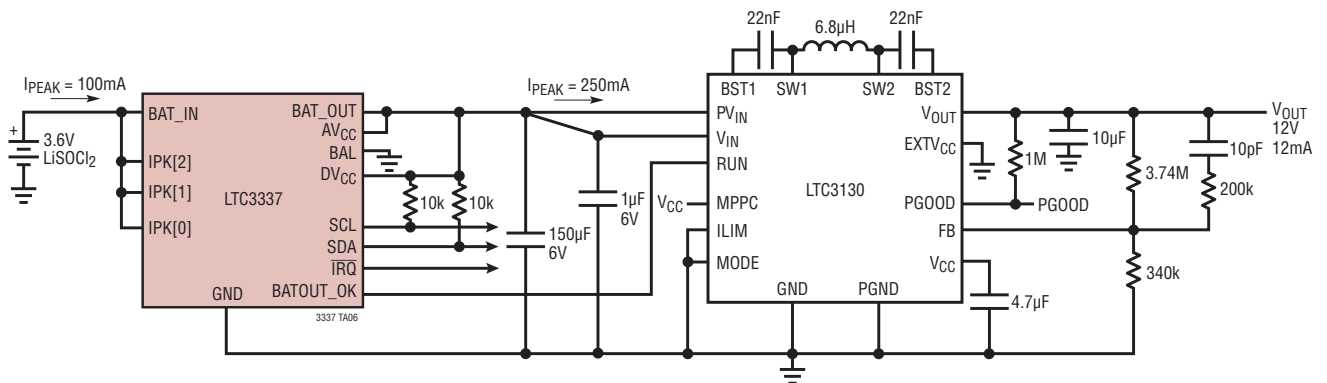 22nF
6.8µH
22nF
IPEAK = 100mA
IPEAK = 250mA
BST1
SW1
SW2
BST2
BAT_IN
BAT_OUT
PVIN
VOUT
VOUT
12V
12mA
AVCC
VIN
10µF
+
3.6V
LiSOCl2
BAL
EXTVCC
1M
10pF
IPK[2]
DVCC
RUN
3.74M
LTC3337
LTC3130
200k
IPK[1]
10k
10k
1µF
6V
VCC
MPPC
PGOOD
PGOOD
IPK[0]
SCL
150µF
6V
ILIM
FB
SDA
IRQ
MODE
VCC
340k
GND
BATOUT_OK
GND
PGND
4.7µF
3337 TA06